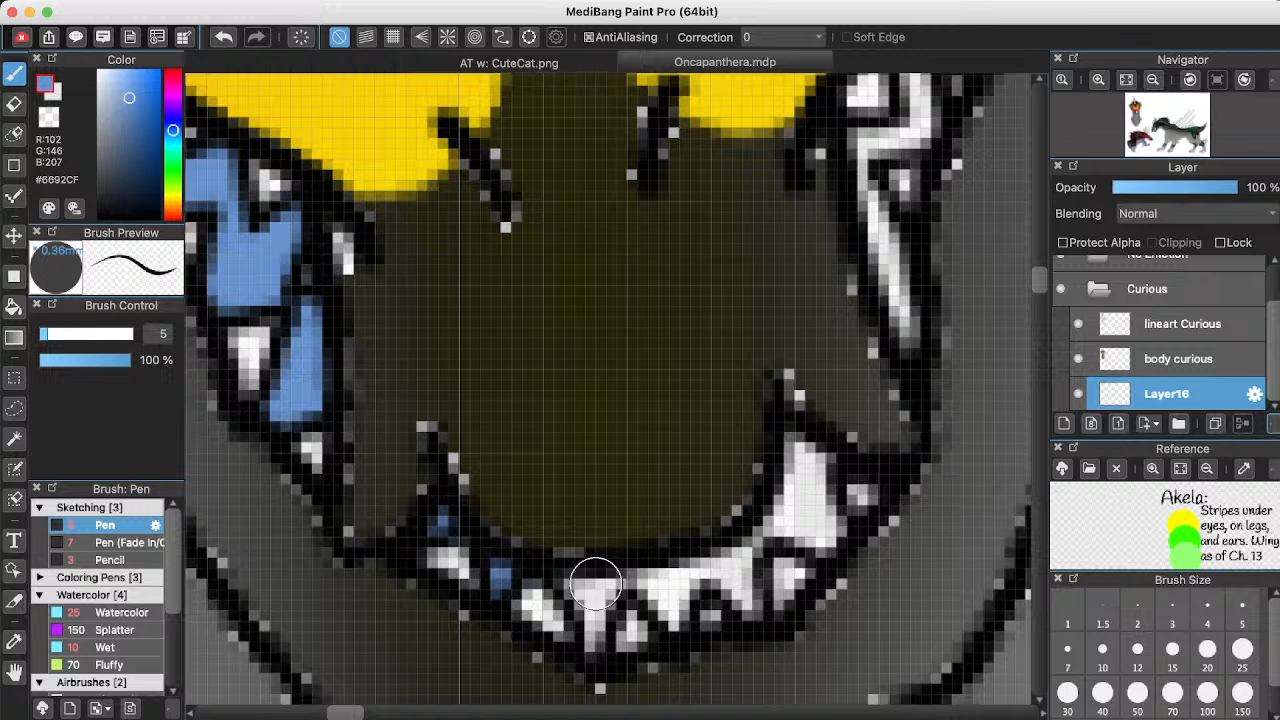 MediBang Paint Pro (64bit)
AntiAliasing
Correction 0
Soft Edge
Color
AT w: CuteCat.png
Oncapanthera.mdp
Navigator
R:102
G:146
B:207
#6692CF
Layer
Opacity 100 %
Blending Normal
Protect Alpha Clipping Lock
Curious
lineart Curious
body curious
Layer16
Brush Preview
0.36mm
Brush Control
5
100 %
Reference
Akela:
Stripes under
eyes, on legs,
and ears. Wing
as of Ch. 13
Brush: Pen
Sketching [3]
Pen
7 Pen (Fade In/O
3 Pencil
Coloring Pens [3]
Watercolor [4]
25 Watercolor
150 Splatter
10 Wet
70 Fluffy
Airbrushes [2]
Brush Size
1 1.5 2 3 4 5
7 10 12 15 20 25
30 40 50 70 100 150